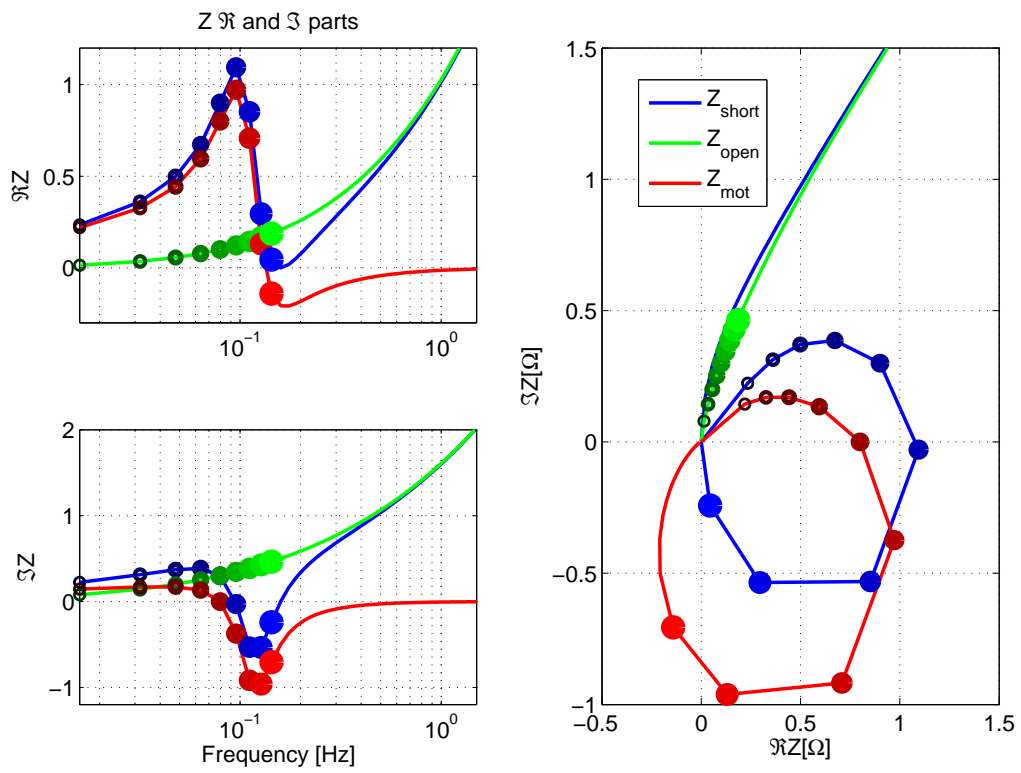 Z ℜ and ℑ parts
ℜZ
1
0.5
0
10⁻¹
10⁰
ℑZ
2
1
0
−1
10⁻¹
10⁰
Frequency [Hz]
Z_short
Z_open
Z_mot
ℑZ[Ω]
1.5
1
0.5
0
−0.5
−1
−0.5
0
0.5
1
1.5
ℜZ[Ω]